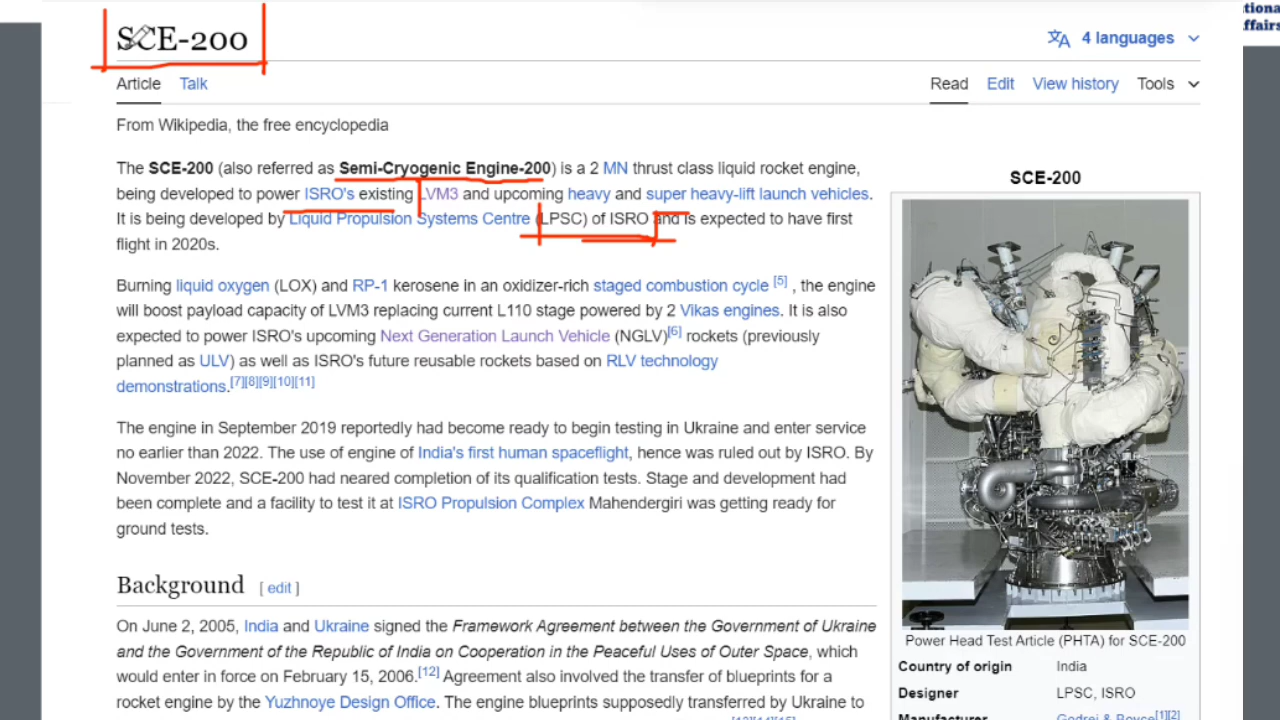 tiona
ffairs
SCE-200
4 languages
Article Talk Read Edit View history Tools
From Wikipedia, the free encyclopedia
The SCE-200 (also referred as Semi-Cryogenic Engine-200) is a 2 MN thrust class liquid rocket engine,
being developed to power ISRO's existing LVM3 and upcoming heavy and super heavy-lift launch vehicles.
It is being developed by Liquid Propulsion Systems Centre (LPSC) of ISRO and is expected to have first
flight in 2020s.
Burning liquid oxygen (LOX) and RP-1 kerosene in an oxidizer-rich staged combustion cycle [5] , the engine
will boost payload capacity of LVM3 replacing current L110 stage powered by 2 Vikas engines. It is also
expected to power ISRO's upcoming Next Generation Launch Vehicle (NGLV)[6] rockets (previously
planned as ULV) as well as ISRO's future reusable rockets based on RLV technology
demonstrations.[7][8][9][10][11]
The engine in September 2019 reportedly had become ready to begin testing in Ukraine and enter service
no earlier than 2022. The use of engine of India's first human spaceflight, hence was ruled out by ISRO. By
November 2022, SCE-200 had neared completion of its qualification tests. Stage and development had
been complete and a facility to test it at ISRO Propulsion Complex Mahendergiri was getting ready for
ground tests.
Background [ edit ]
On June 2, 2005, India and Ukraine signed the Framework Agreement between the Government of Ukraine
and the Government of the Republic of India on Cooperation in the Peaceful Uses of Outer Space, which
would enter in force on February 15, 2006.[12] Agreement also involved the transfer of blueprints for a
rocket engine by the Yuzhnoye Design Office. The engine blueprints supposedly transferred by Ukraine to
[13][14][15]
SCE-200
Power Head Test Article (PHTA) for SCE-200
Country of origin India
Designer LPSC, ISRO
Manufacturer Godrej & Boyce[1][2]